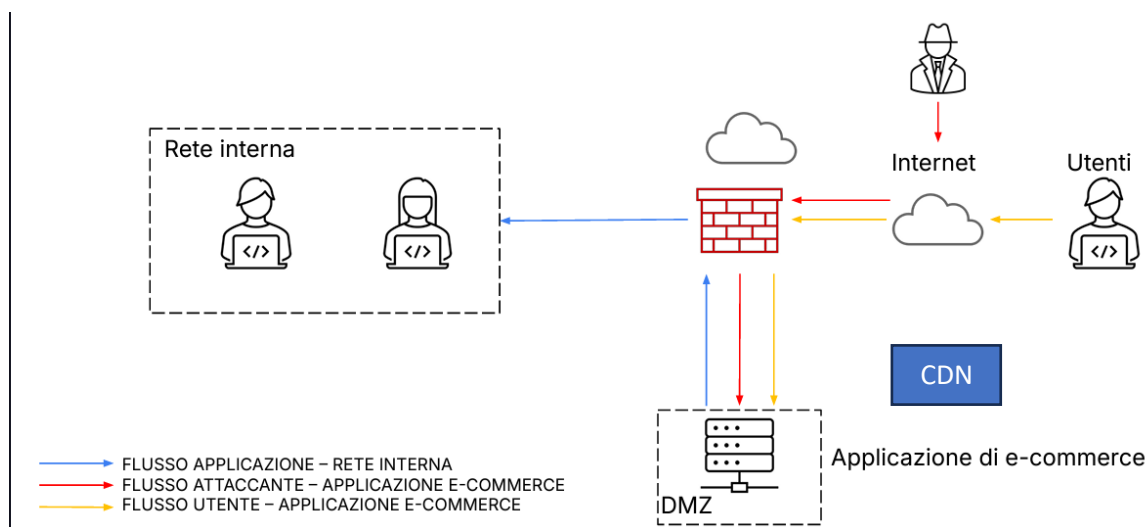 Rete interna
Internet
Utenti
</>
</>
</>
CDN
Applicazione di e-commerce
DMZ
FLUSSO APPLICAZIONE – RETE INTERNA
FLUSSO ATTACCANTE – APPLICAZIONE E-COMMERCE
FLUSSO UTENTE – APPLICAZIONE E-COMMERCE